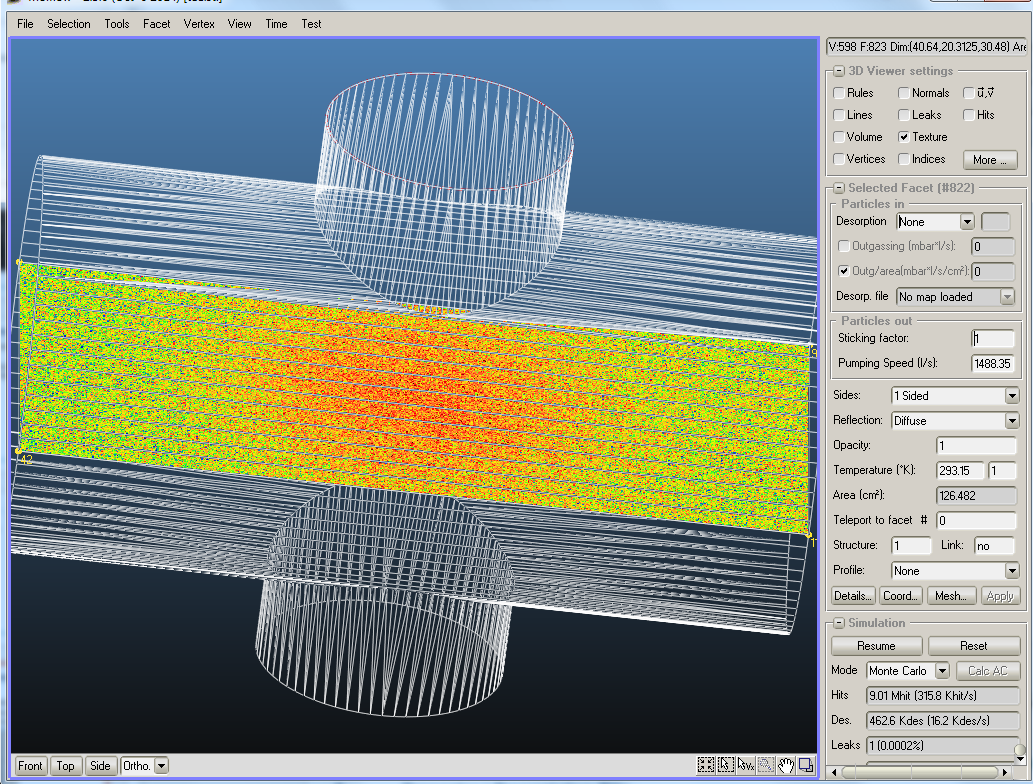 File Selection Tools Facet Vertex View Time Test
V:598 F:823 Dim:(40.64,20.3125,30.48) Are
3D Viewer settings
Rules Normals u,v
Lines Leaks Hits
Volume Texture
Vertices Indices More ...
Selected Facet (#822)
Particles in
Desorption None
Outgassing (mbar*l/s): 0
Outg/area(mbar*l/s/cm²): 0
Desorp. file No map loaded
Particles out
Sticking factor: 1
Pumping Speed (l/s): 1488.35
Sides: 1 Sided
Reflection: Diffuse
Opacity: 1
Temperature (°K): 293.15 1
Area (cm²): 126.482
Teleport to facet # 0
Structure: 1 Link: no
Profile: None
Details... Coord... Mesh... Apply
Simulation
Resume Reset
Mode Monte Carlo Calc AC
Hits 9.01 Mhit (315.8 Khit/s)
Des. 462.6 Kdes (16.2 Kdes/s)
Leaks 1 (0.0002%)
Front Top Side Ortho.